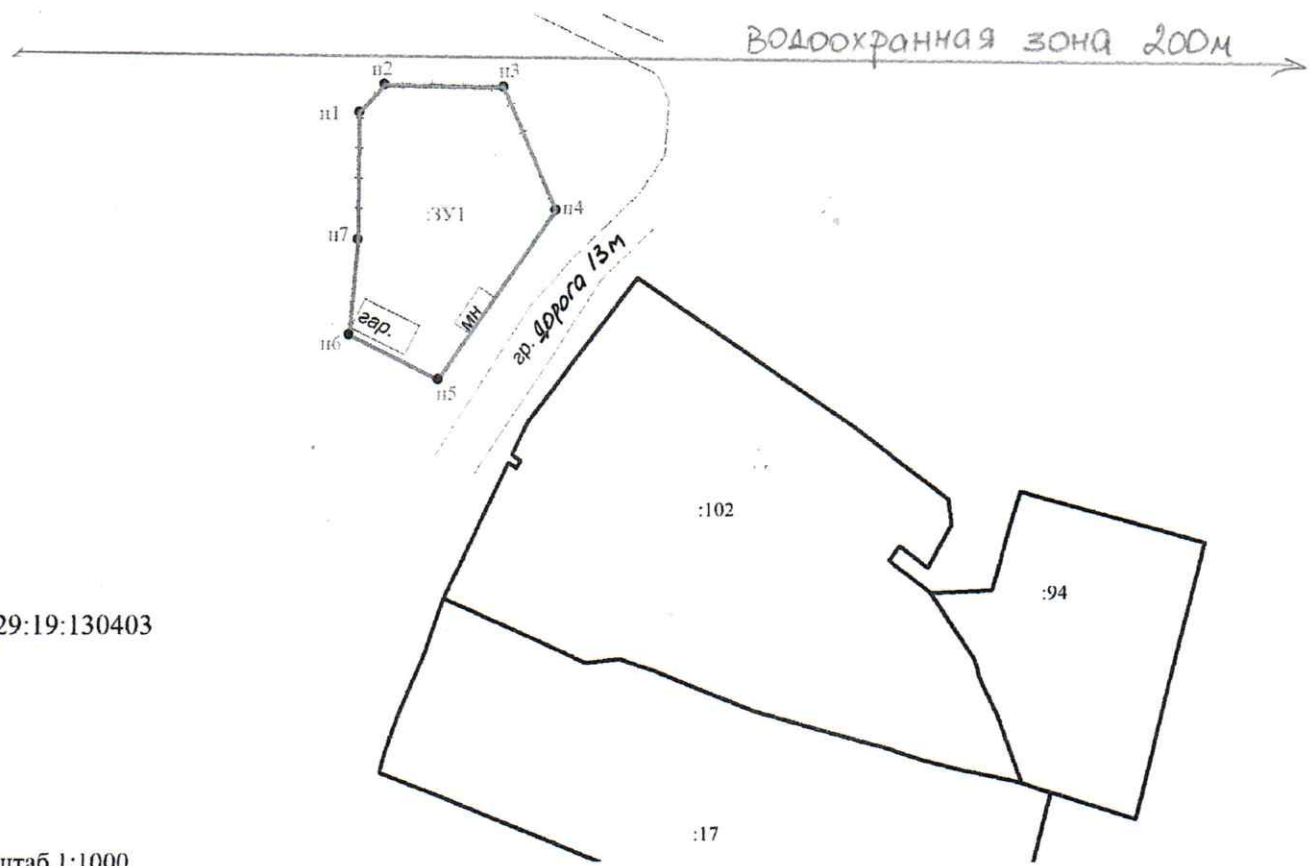 Водоохранная зона 200м
н2
н3
н1
:ЗУ1
н4
н7
гр. дорога 13м
гар.
мн
н6
н5
:102
:94
29:19:130403
:17
штаб 1:1000